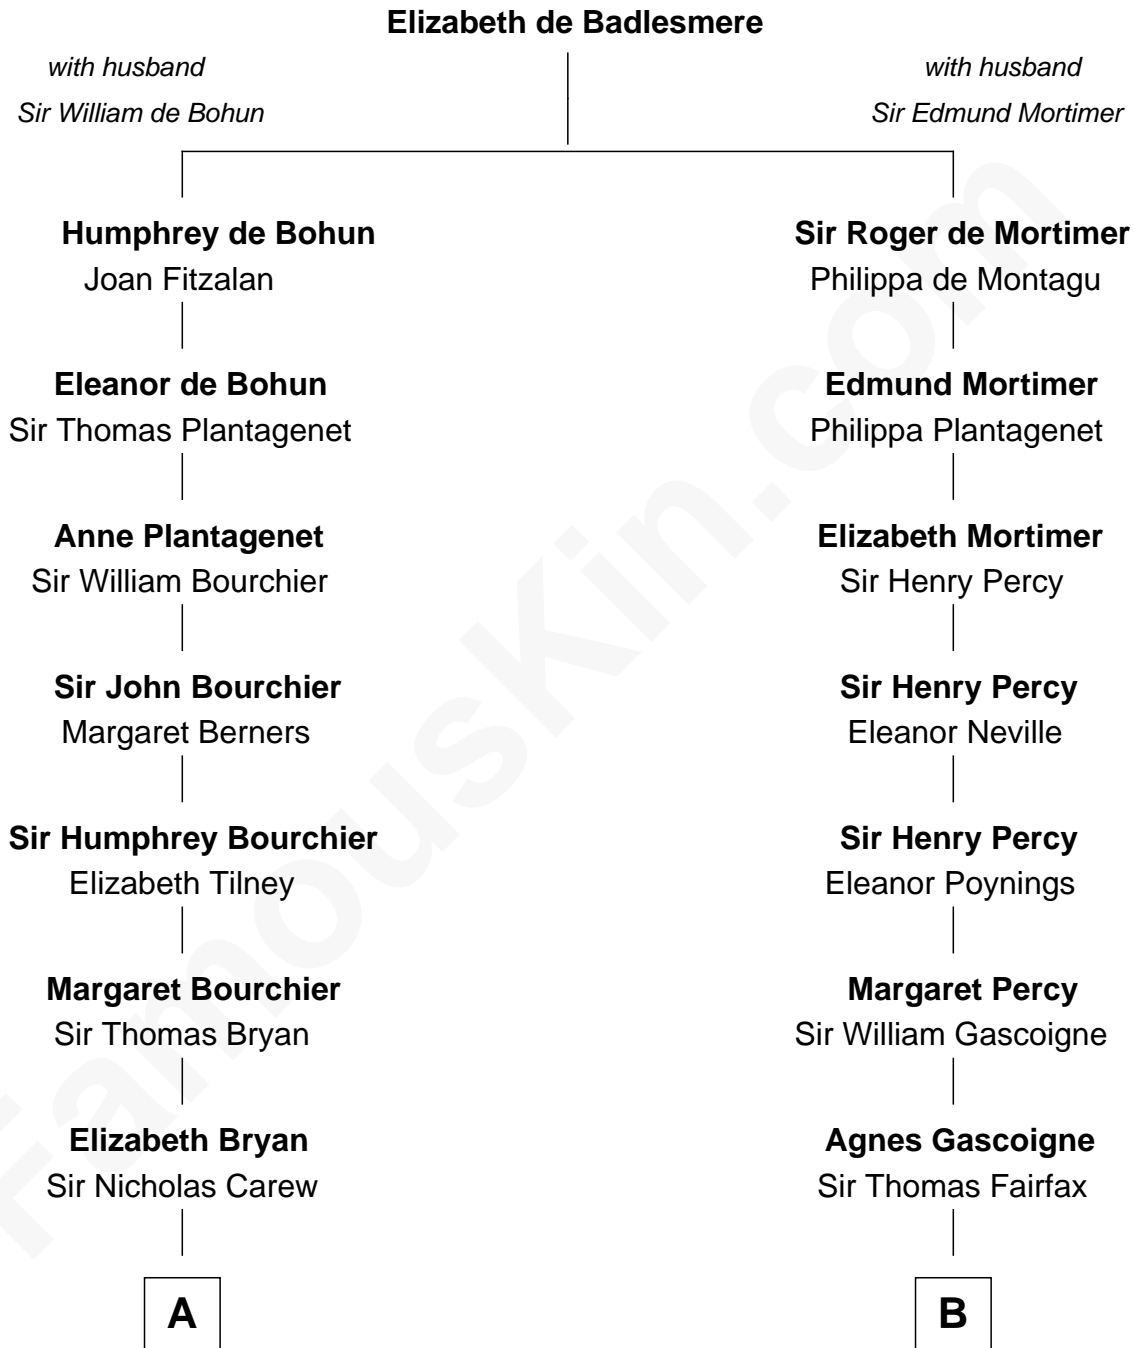 Elizabeth de Badlesmere
with husband
Sir William de Bohun
with husband
Sir Edmund Mortimer
Humphrey de Bohun
Joan Fitzalan
Sir Roger de Mortimer
Philippa de Montagu
Eleanor de Bohun
Sir Thomas Plantagenet
Edmund Mortimer
Philippa Plantagenet
Anne Plantagenet
Sir William Bourchier
Elizabeth Mortimer
Sir Henry Percy
Sir John Bourchier
Margaret Berners
Sir Henry Percy
Eleanor Neville
Sir Humphrey Bourchier
Elizabeth Tilney
Sir Henry Percy
Eleanor Poynings
Margaret Bourchier
Sir Thomas Bryan
Margaret Percy
Sir William Gascoigne
Elizabeth Bryan
Sir Nicholas Carew
Agnes Gascoigne
Sir Thomas Fairfax
A
B
FamousKin.com